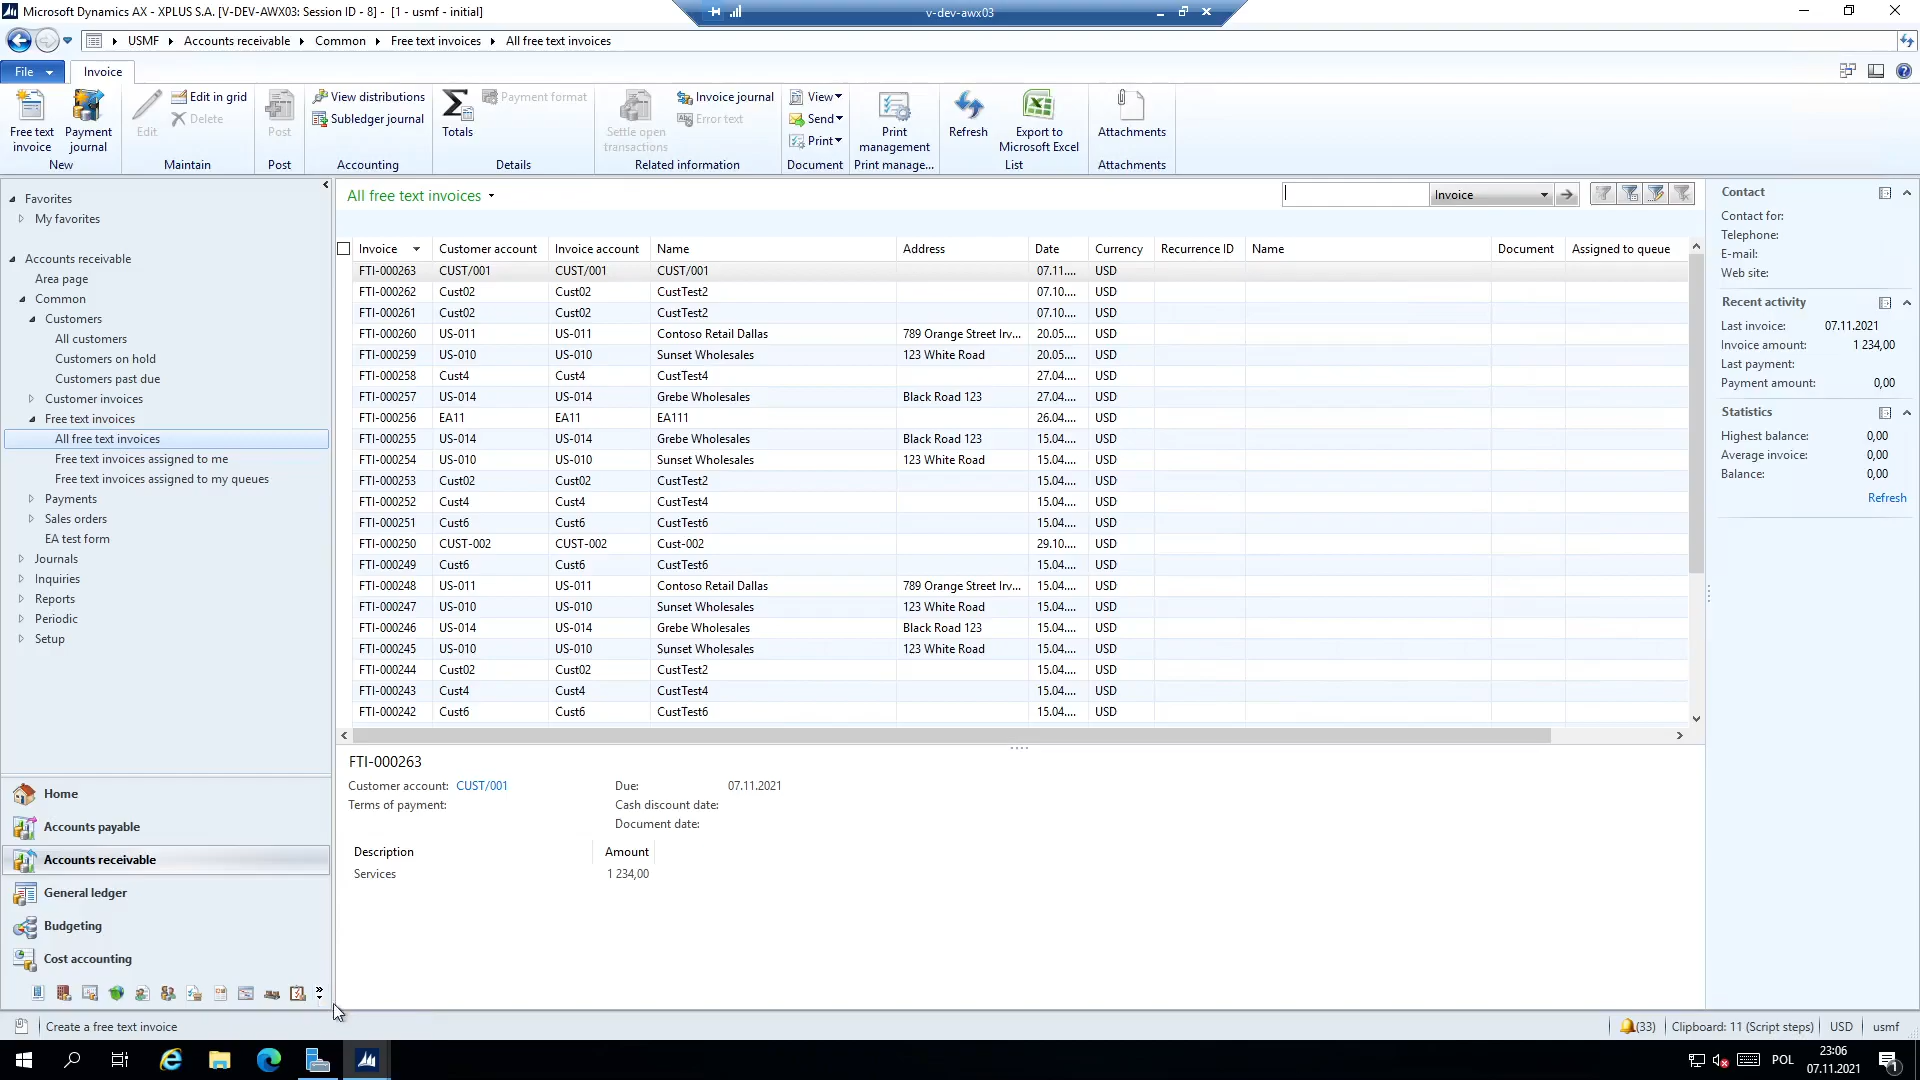 Microsoft Dynamics AX - XPLUS S.A. [V-DEV-AWX03: Session ID - 8] - [1 - usmf - initial]
v-dev-awx03
USMF Accounts receivable Common Free text invoices All free text invoices
File Invoice
Free text invoice
Payment journal
New
Edit
Edit in grid
Delete
Maintain
Post
Post
View distributions
Subledger journal
Accounting
Totals
Payment format
Details
Settle open transactions
Invoice journal
Error text
Related information
View
Send
Print
Document
Print management
Print manage...
Refresh
Export to Microsoft Excel
List
Attachments
Attachments
Favorites
My favorites
Accounts receivable
Area page
Common
Customers
All customers
Customers on hold
Customers past due
Customer invoices
Free text invoices
All free text invoices
Free text invoices assigned to me
Free text invoices assigned to my queues
Payments
Sales orders
EA test form
Journals
Inquiries
Reports
Periodic
Setup
Home
Accounts payable
Accounts receivable
General ledger
Budgeting
Cost accounting
All free text invoices
Invoice
Invoice Customer account Invoice account Name Address Date Currency Recurrence ID Name Document Assigned to queue
FTI-000263 CUST/001 CUST/001 CUST/001 07.11.... USD
FTI-000262 Cust02 Cust02 CustTest2 07.10.... USD
FTI-000261 Cust02 Cust02 CustTest2 07.10.... USD
FTI-000260 US-011 US-011 Contoso Retail Dallas 789 Orange Street Irv... 20.05.... USD
FTI-000259 US-010 US-010 Sunset Wholesales 123 White Road 20.05.... USD
FTI-000258 Cust4 Cust4 CustTest4 27.04.... USD
FTI-000257 US-014 US-014 Grebe Wholesales Black Road 123 27.04.... USD
FTI-000256 EA11 EA11 EA111 26.04.... USD
FTI-000255 US-014 US-014 Grebe Wholesales Black Road 123 15.04.... USD
FTI-000254 US-010 US-010 Sunset Wholesales 123 White Road 15.04.... USD
FTI-000253 Cust02 Cust02 CustTest2 15.04.... USD
FTI-000252 Cust4 Cust4 CustTest4 15.04.... USD
FTI-000251 Cust6 Cust6 CustTest6 15.04.... USD
FTI-000250 CUST-002 CUST-002 Cust-002 29.10.... USD
FTI-000249 Cust6 Cust6 CustTest6 15.04.... USD
FTI-000248 US-011 US-011 Contoso Retail Dallas 789 Orange Street Irv... 15.04.... USD
FTI-000247 US-010 US-010 Sunset Wholesales 123 White Road 15.04.... USD
FTI-000246 US-014 US-014 Grebe Wholesales Black Road 123 15.04.... USD
FTI-000245 US-010 US-010 Sunset Wholesales 123 White Road 15.04.... USD
FTI-000244 Cust02 Cust02 CustTest2 15.04.... USD
FTI-000243 Cust4 Cust4 CustTest4 15.04.... USD
FTI-000242 Cust6 Cust6 CustTest6 15.04.... USD
FTI-000263
Customer account: CUST/001 Due: 07.11.2021
Terms of payment: Cash discount date:
Document date:
Description Amount
Services 1 234,00
Contact
Contact for:
Telephone:
E-mail:
Web site:
Recent activity
Last invoice: 07.11.2021
Invoice amount: 1 234,00
Last payment:
Payment amount: 0,00
Statistics
Highest balance: 0,00
Average invoice: 0,00
Balance: 0,00
Refresh
Create a free text invoice
(33) Clipboard: 11 (Script steps) USD usmf
POL
23:06
07.11.2021
1